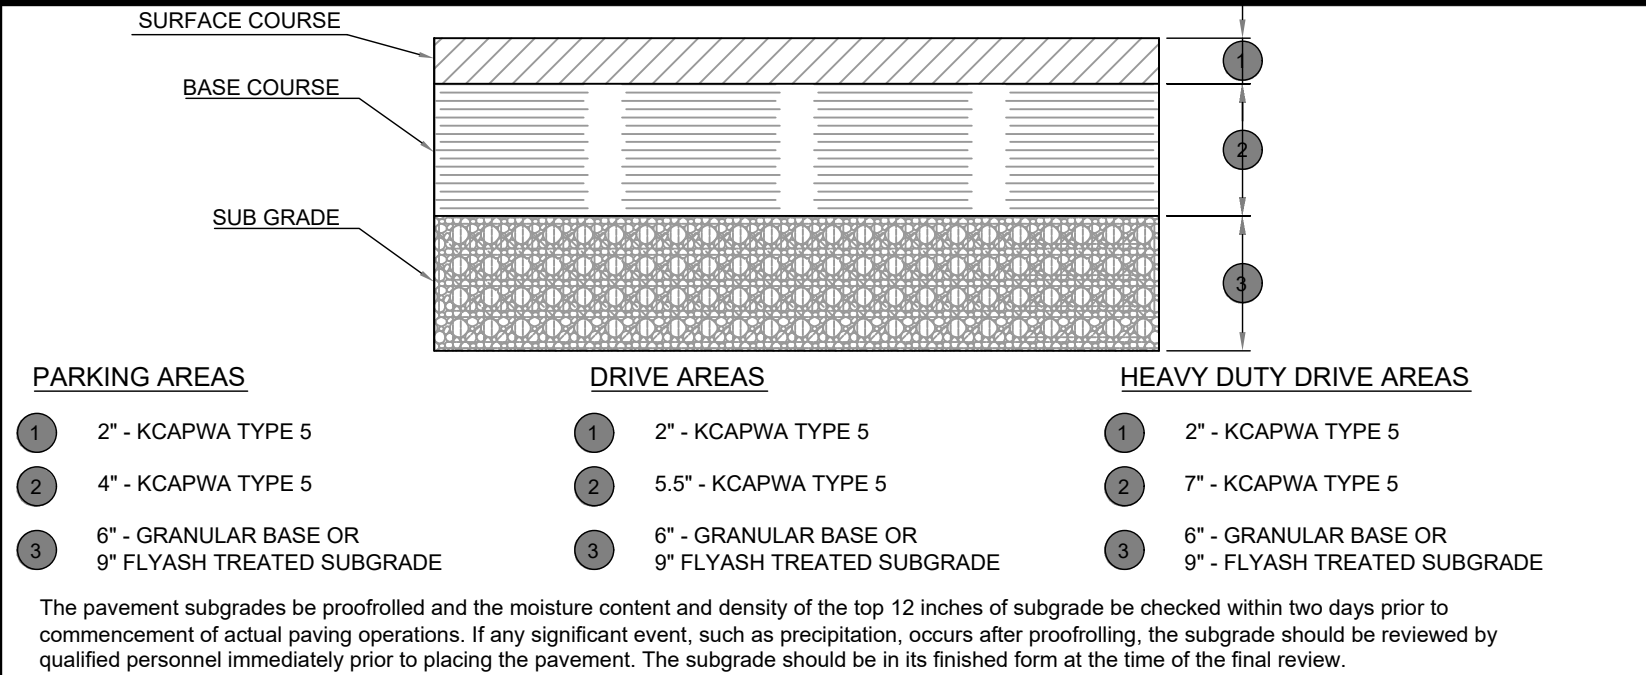 SURFACE COURSE
1
BASE COURSE
2
SUB GRADE
3
PARKING AREAS
1 2" - KCAPWA TYPE 5
2 4" - KCAPWA TYPE 5
3 6" - GRANULAR BASE OR
9" FLYASH TREATED SUBGRADE
DRIVE AREAS
1 2" - KCAPWA TYPE 5
2 5.5" - KCAPWA TYPE 5
3 6" - GRANULAR BASE OR
9" FLYASH TREATED SUBGRADE
HEAVY DUTY DRIVE AREAS
1 2" - KCAPWA TYPE 5
2 7" - KCAPWA TYPE 5
3 6" - GRANULAR BASE OR
9" - FLYASH TREATED SUBGRADE
The pavement subgrades be proofrolled and the moisture content and density of the top 12 inches of subgrade be checked within two days prior to
commencement of actual paving operations. If any significant event, such as precipitation, occurs after proofrolling, the subgrade should be reviewed by
qualified personnel immediately prior to placing the pavement. The subgrade should be in its finished form at the time of the final review.